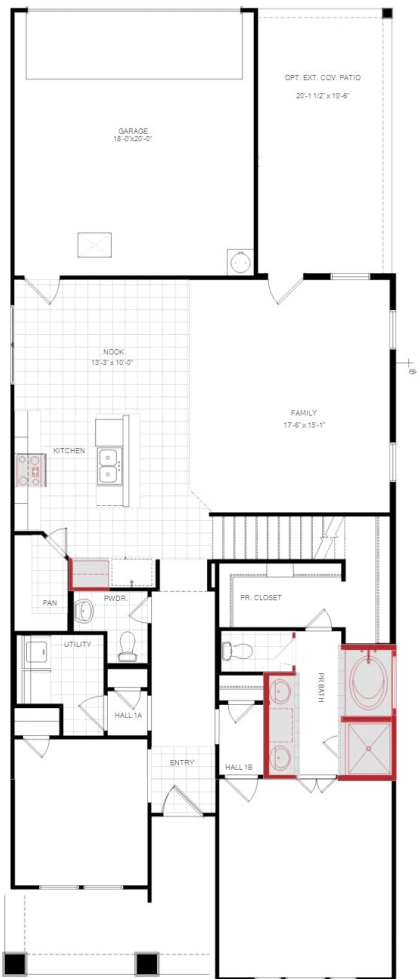 OPT. EXT. COV. PATIO
20'-1 1/2" x 10'-6"
GARAGE
18'-0"x20'-0"
NOOK
13'-3" x 10'-0"
FAMILY
17'-6" x 15'-1"
KITCHEN
PAN
PWDR.
PR. CLOSET
UTILITY
PR. BATH
HALL 1A
ENTRY
HALL 1B